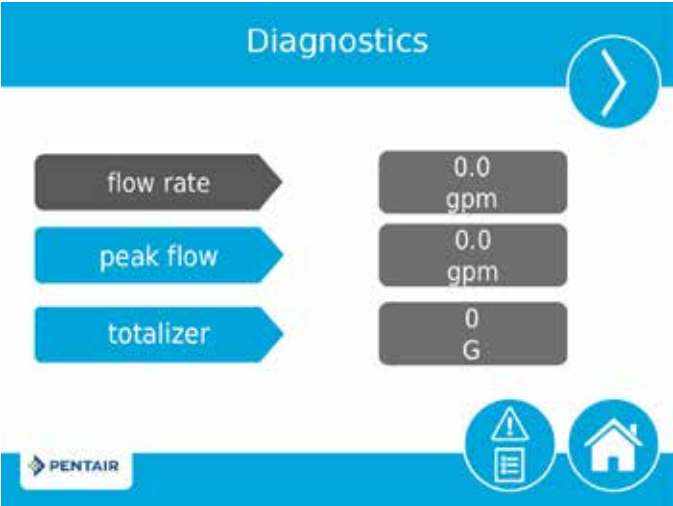 Diagnostics
flow rate
0.0
gpm
peak flow
0.0
gpm
totalizer
0
G
PENTAIR